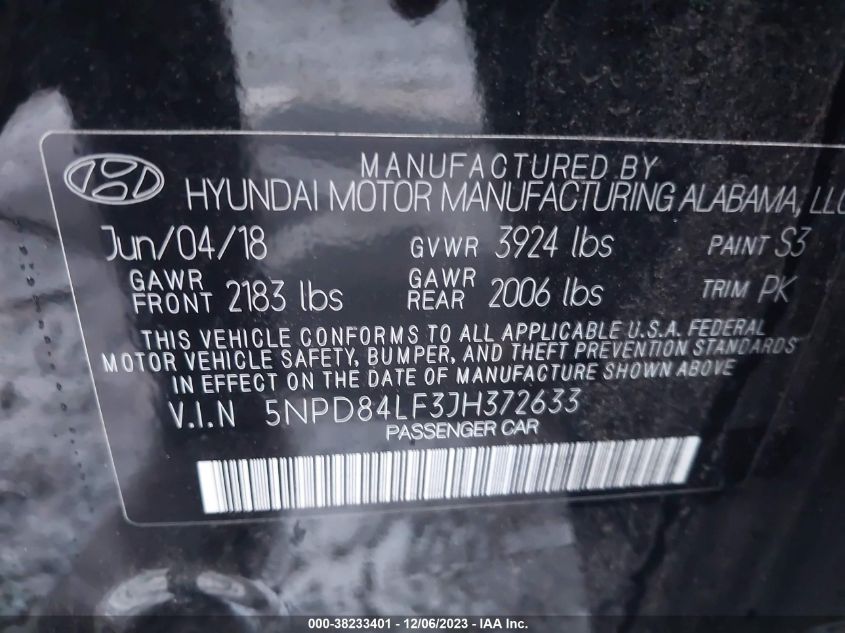 MANUFACTURED BY
HYUNDAI MOTOR MANUFACTURING ALABAMA, LLC
Jun/04/18 GVWR 3924 lbs PAINT S3
GAWR FRONT 2183 lbs GAWR REAR 2006 lbs TRIM PK
THIS VEHICLE CONFORMS TO ALL APPLICABLE U.S.A. FEDERAL
MOTOR VEHICLE SAFETY, BUMPER, AND THEFT PREVENTION STANDARDS
IN EFFECT ON THE DATE OF MANUFACTURE SHOWN ABOVE.
V.I.N 5NPD84LF3JH372633
PASSENGER CAR
000-38233401 - 12/06/2023 - IAA Inc.